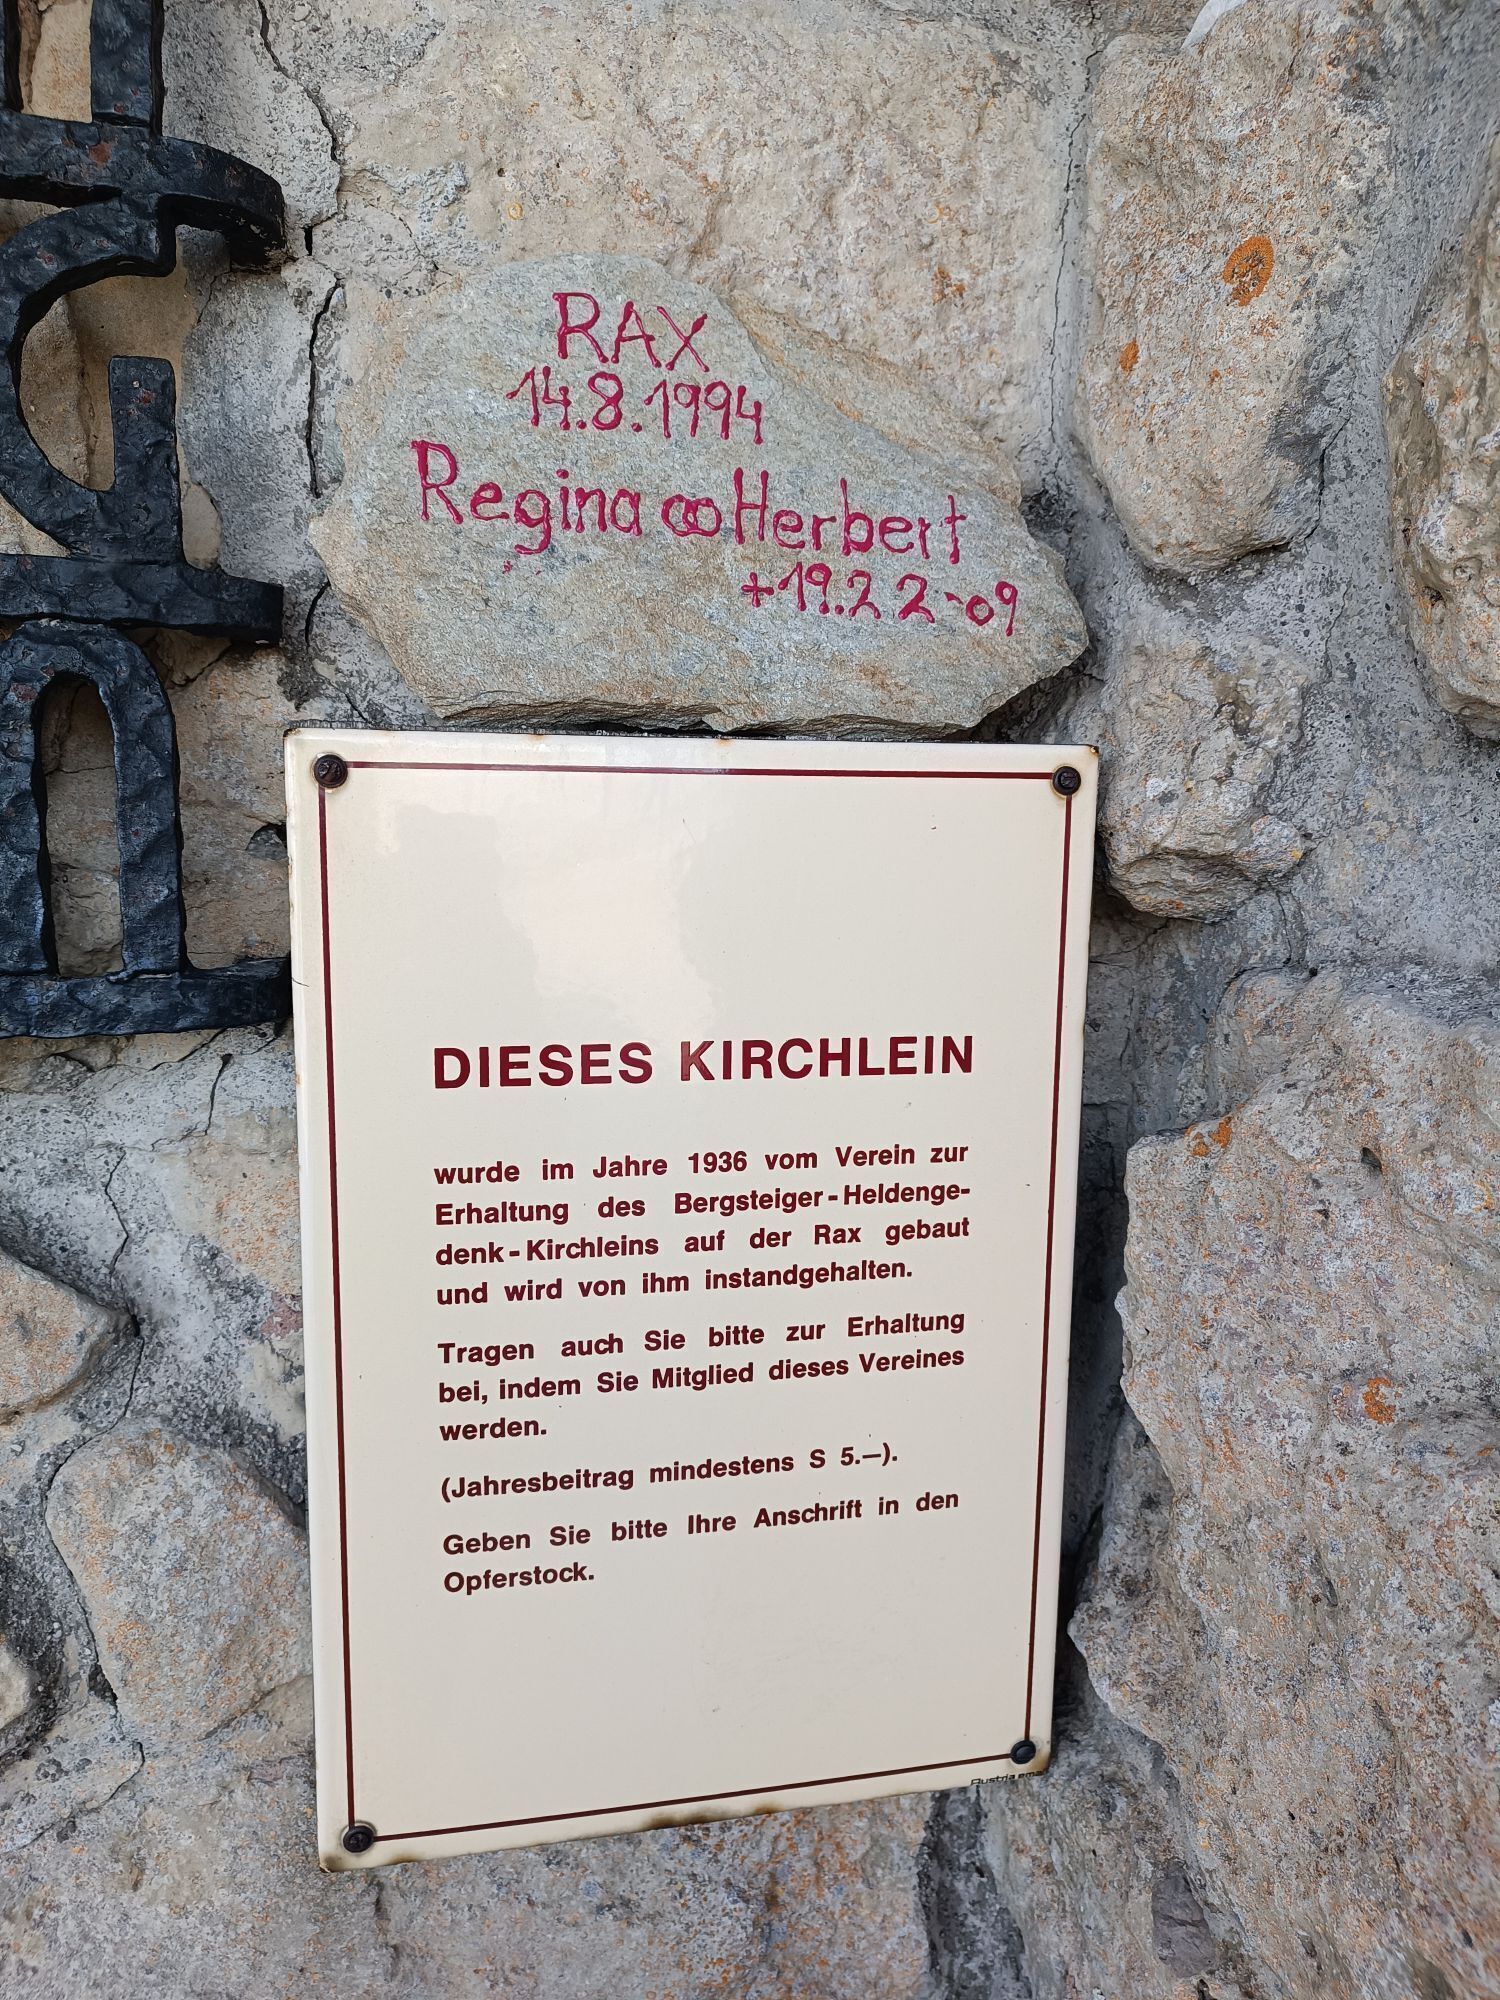 RAX
14.8.1994
Regina ∞ Herbert
+19.2 2-09
DIESES KIRCHLEIN
wurde im Jahre 1936 vom Verein zur
Erhaltung des Bergsteiger-Heldenge-
denk-Kirchleins auf der Rax gebaut
und wird von ihm instandgehalten.
Tragen auch Sie bitte zur Erhaltung
bei, indem Sie Mitglied dieses Vereines
werden.
(Jahresbeitrag mindestens S 5.—).
Geben Sie bitte Ihre Anschrift in den
Opferstock.
Austria